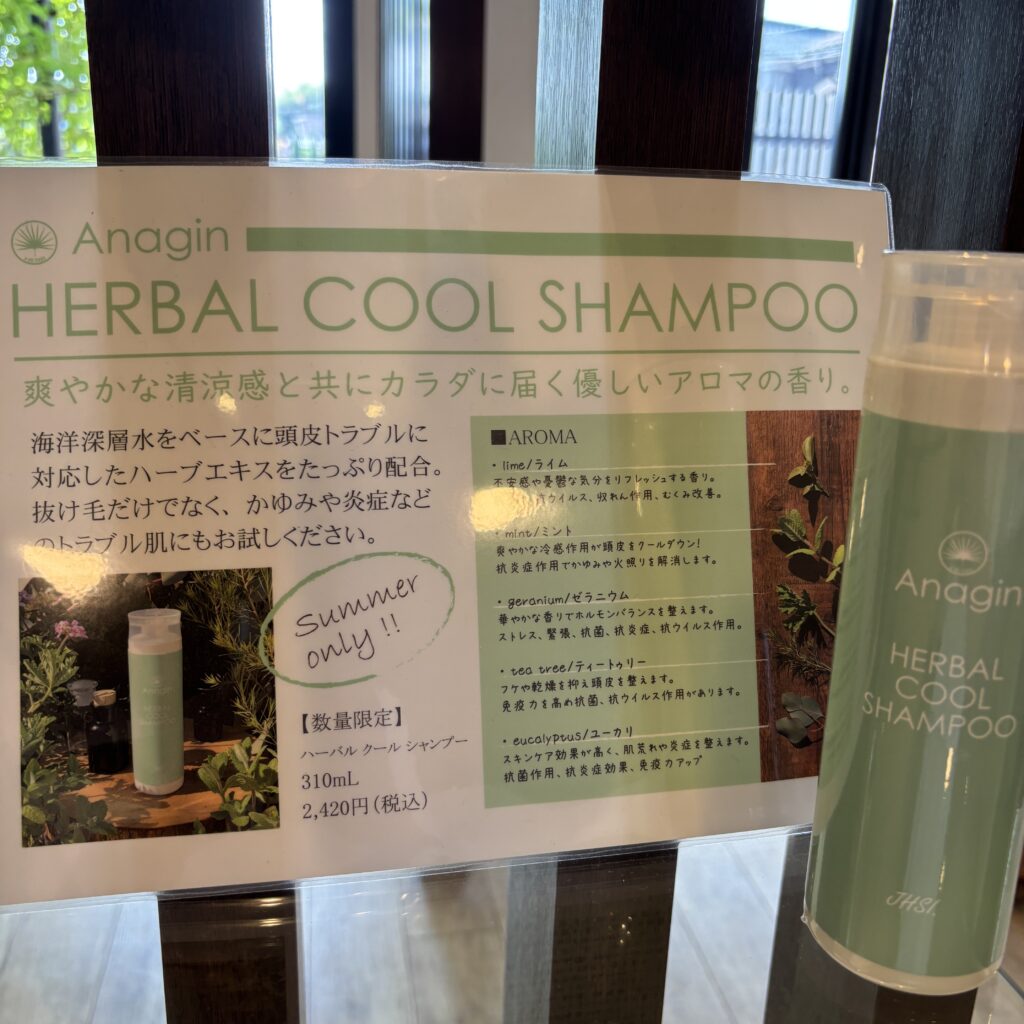 Anagin
HERBAL COOL SHAMPOO
爽やかな清涼感と共にカラダに届く優しいアロマの香り。
海洋深層水をベースに頭皮トラブルに
対応したハーブエキスをたっぷり配合。
抜け毛だけでなく、かゆみや炎症など
のトラブル肌にもお試しください。
Summer
only!!
【数量限定】
ハーバル クール シャンプー
310mL
2,420円(税込)
■AROMA
・lime/ライム
不安感や憂鬱な気分をリフレッシュする香り。
ウイルス、収れん作用、むくみ改善。
・mint/ミント
爽やかな冷感作用が頭皮をクールダウン!
抗炎症作用でかゆみや火照りを解消します。
・geranium/ゼラニウム
華やかな香りでホルモンバランスを整えます。
ストレス、緊張、抗菌、抗炎症、抗ウイルス作用。
・tea tree/ティートゥリー
フケや乾燥を抑え頭皮を整えます。
免疫力を高め抗菌、抗ウイルス作用があります。
・eucalyptus/ユーカリ
スキンケア効果が高く、肌荒れや炎症を整えます。
抗菌作用、抗炎症効果、免疫力アップ
Anagin
HERBAL
COOL
SHAMPOO
JHSI.
Anagin